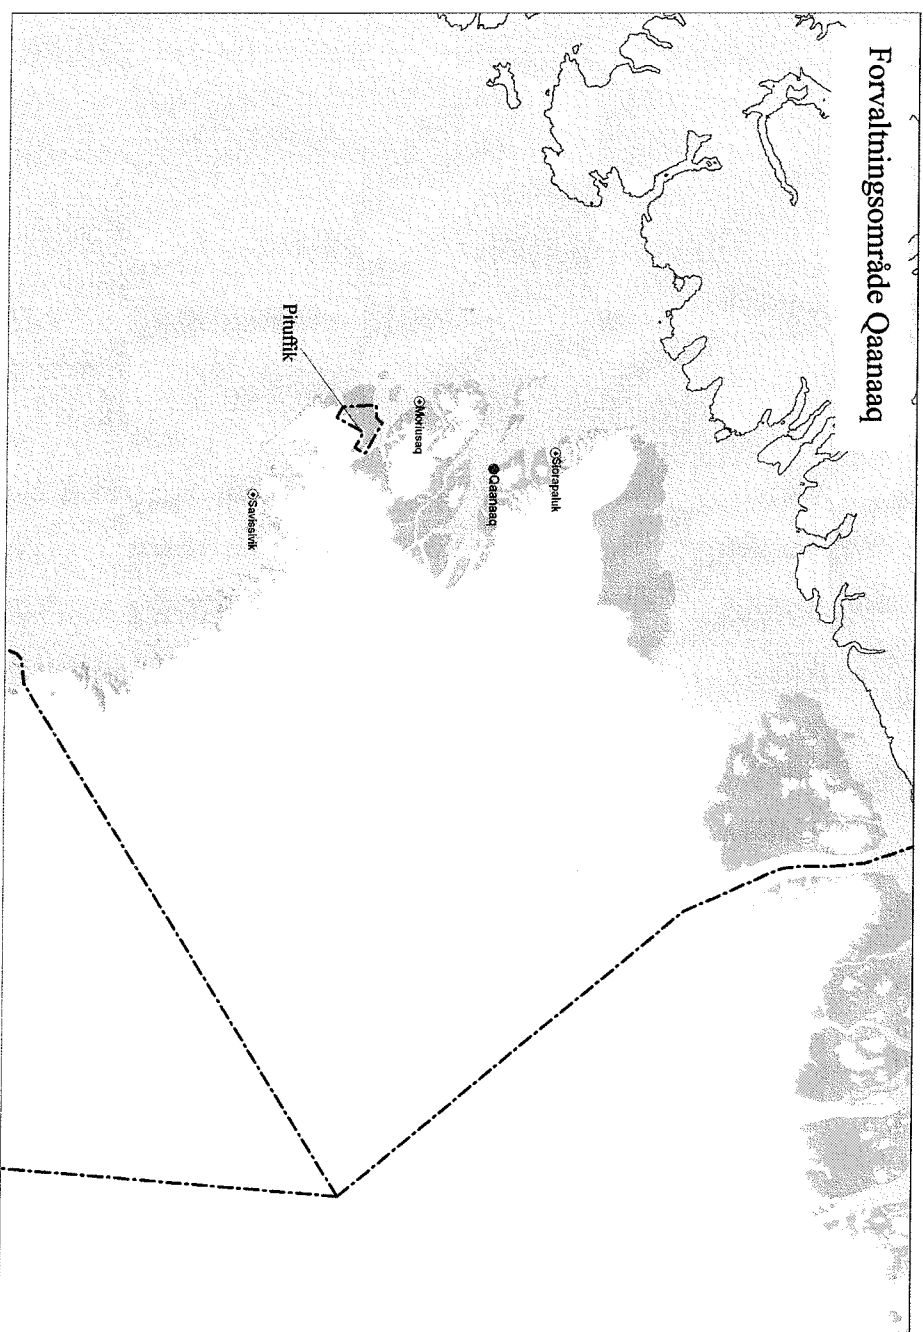 Forvaltningsområde Qaanaaq
Siorapaluk
Qaanaaq
Moriusaq
Pituffik
Savissivik